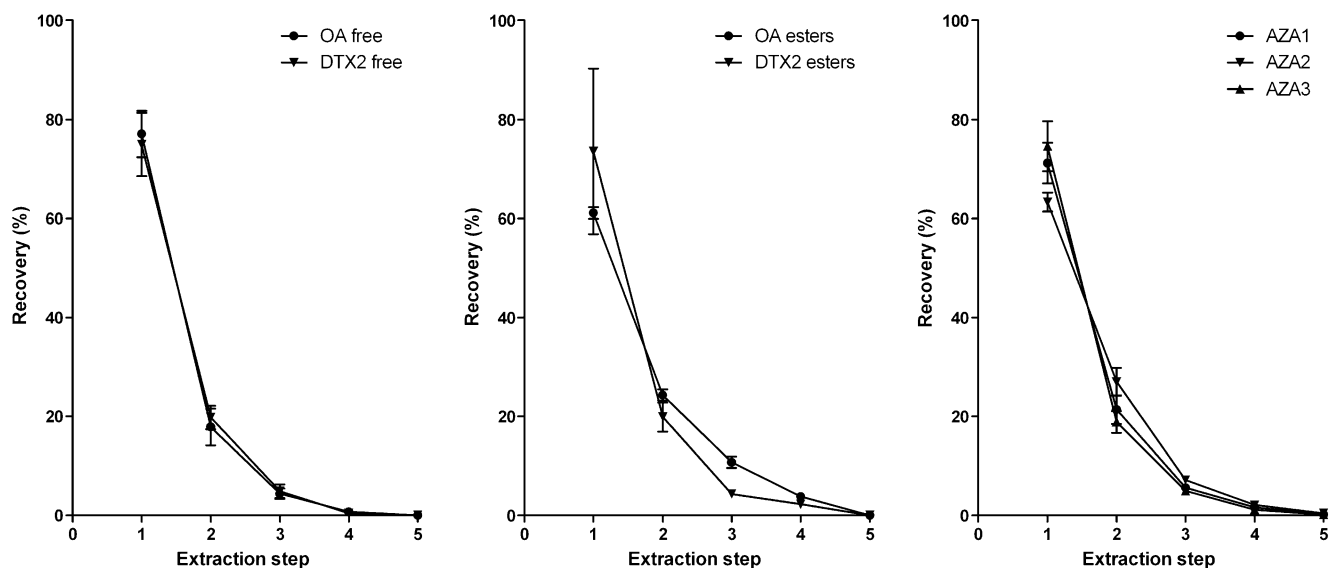 100
80
60
40
20
0
Recovery (%)
0 1 2 3 4 5
Extraction step
OA free
DTX2 free
100
80
60
40
20
0
Recovery (%)
0 1 2 3 4 5
Extraction step
OA esters
DTX2 esters
100
80
60
40
20
0
Recovery (%)
0 1 2 3 4 5
Extraction step
AZA1
AZA2
AZA3